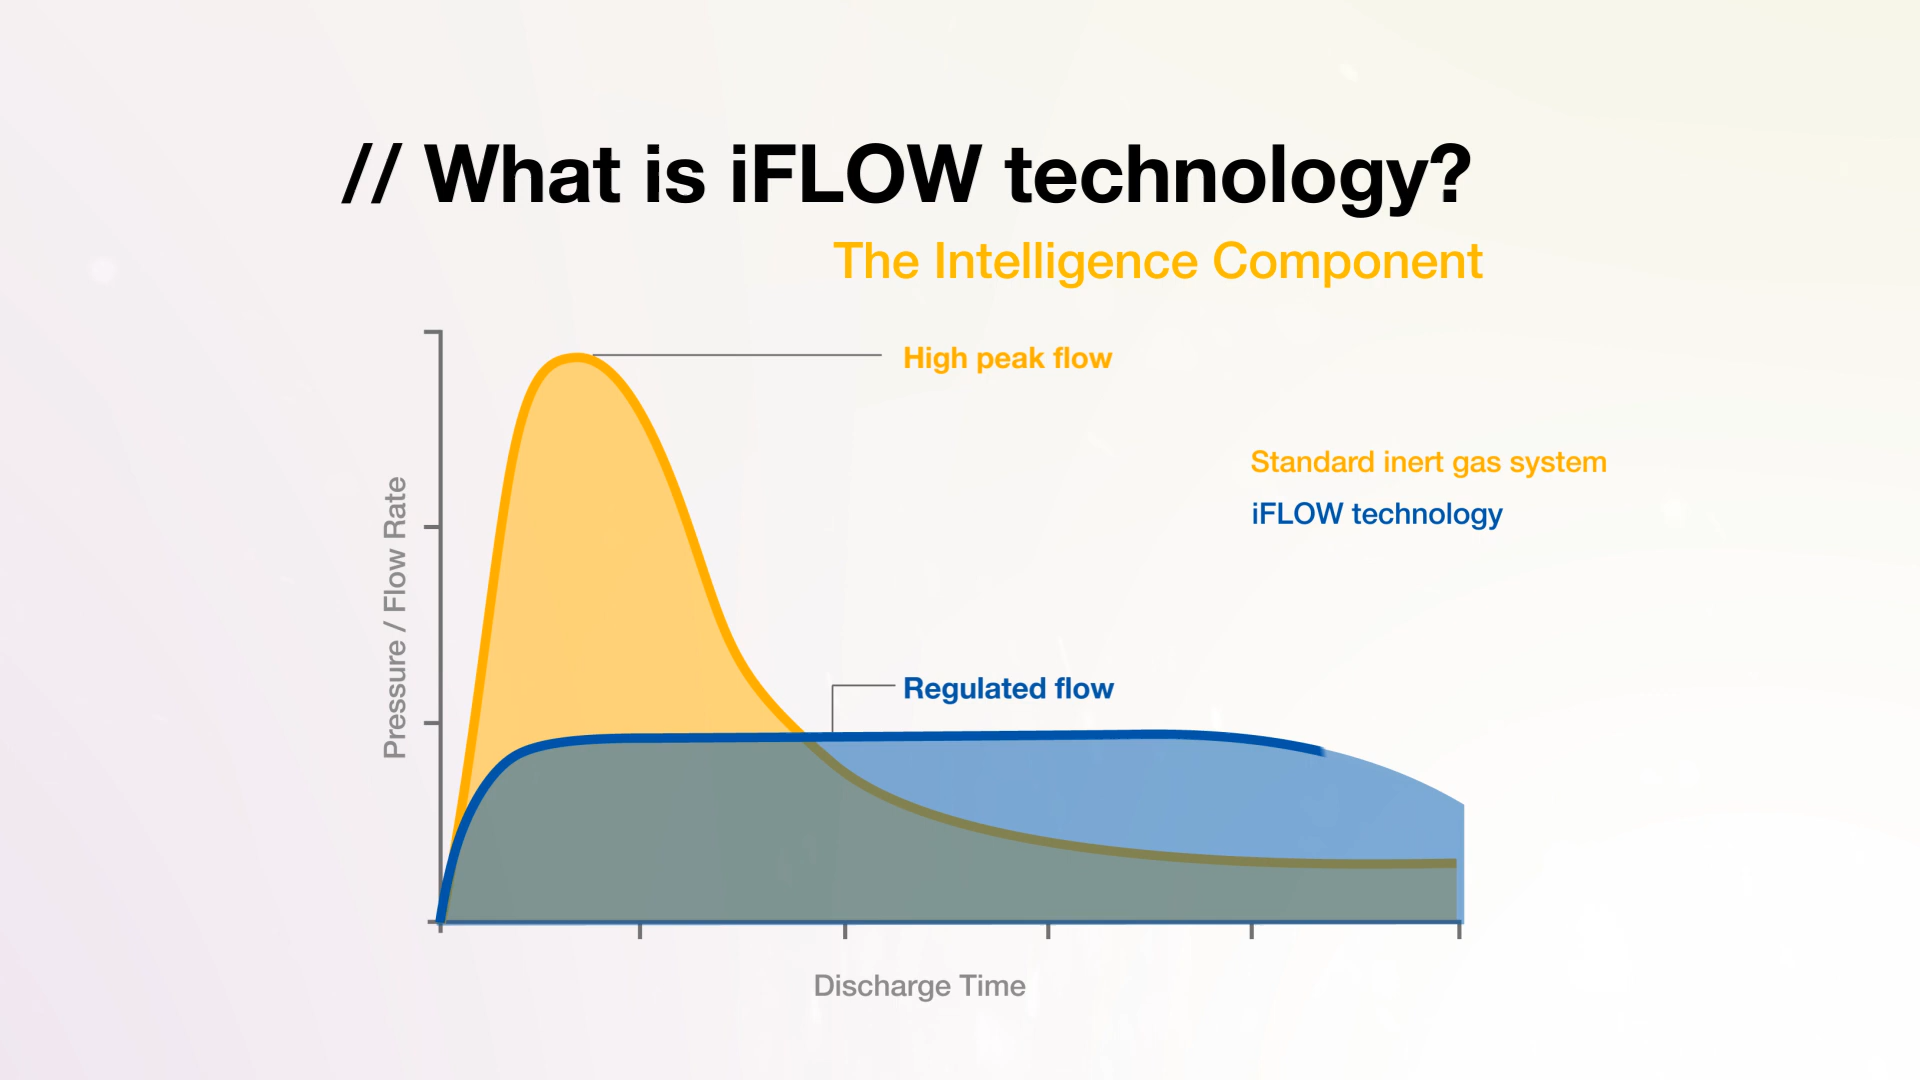 // What is iFLOW technology?
The Intelligence Component
High peak flow
Standard inert gas system
iFLOW technology
Pressure / Flow Rate
Regulated flow
Discharge Time